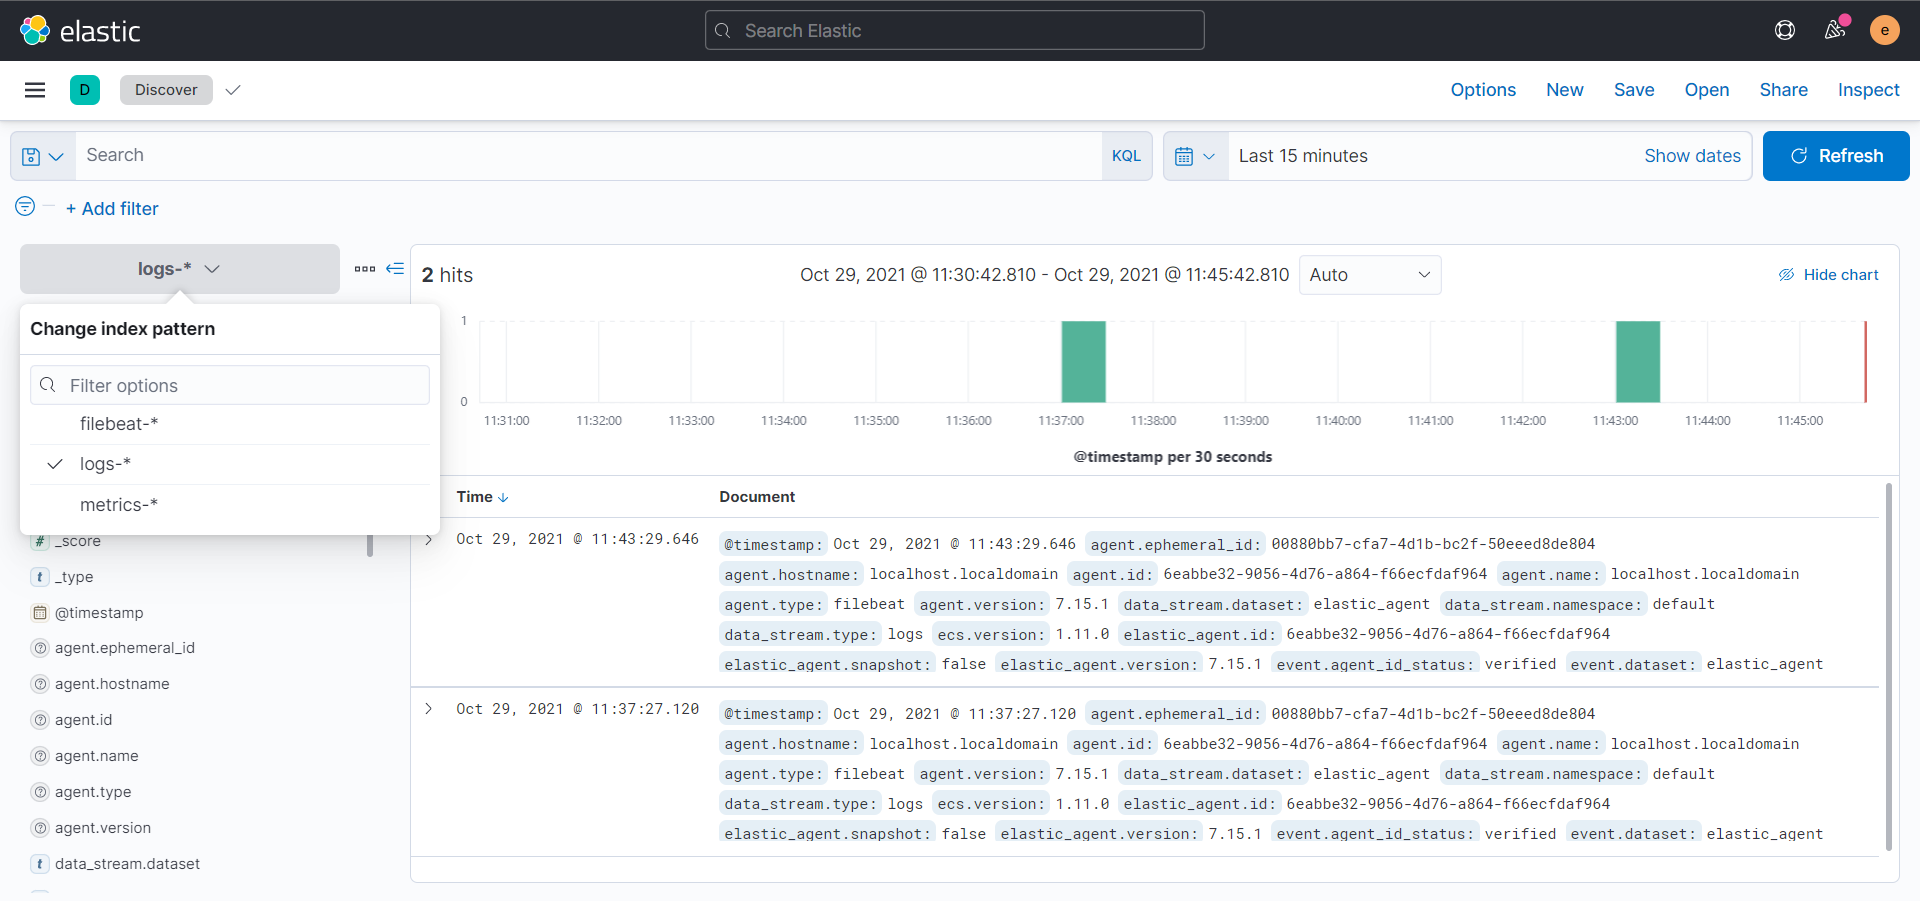 elastic
Search Elastic
e
D
Discover
Options New Save Open Share Inspect
Search
KQL
Last 15 minutes
Show dates
Refresh
+ Add filter
logs-*
Change index pattern
Filter options
filebeat-*
logs-*
metrics-*
# _score
t _type
@timestamp
? agent.ephemeral_id
? agent.hostname
? agent.id
? agent.name
? agent.type
? agent.version
t data_stream.dataset
2 hits
Oct 29, 2021 @ 11:30:42.810 - Oct 29, 2021 @ 11:45:42.810
Auto
Hide chart
1
0
11:31:00 11:32:00 11:33:00 11:34:00 11:35:00 11:36:00 11:37:00 11:38:00 11:39:00 11:40:00 11:41:00 11:42:00 11:43:00 11:44:00 11:45:00
@timestamp per 30 seconds
Time Document
Oct 29, 2021 @ 11:43:29.646
@timestamp: Oct 29, 2021 @ 11:43:29.646 agent.ephemeral_id: 00880bb7-cfa7-4d1b-bc2f-50eeed8de804
agent.hostname: localhost.localdomain agent.id: 6eabbe32-9056-4d76-a864-f66ecfdaf964 agent.name: localhost.localdomain
agent.type: filebeat agent.version: 7.15.1 data_stream.dataset: elastic_agent data_stream.namespace: default
data_stream.type: logs ecs.version: 1.11.0 elastic_agent.id: 6eabbe32-9056-4d76-a864-f66ecfdaf964
elastic_agent.snapshot: false elastic_agent.version: 7.15.1 event.agent_id_status: verified event.dataset: elastic_agent
Oct 29, 2021 @ 11:37:27.120
@timestamp: Oct 29, 2021 @ 11:37:27.120 agent.ephemeral_id: 00880bb7-cfa7-4d1b-bc2f-50eeed8de804
agent.hostname: localhost.localdomain agent.id: 6eabbe32-9056-4d76-a864-f66ecfdaf964 agent.name: localhost.localdomain
agent.type: filebeat agent.version: 7.15.1 data_stream.dataset: elastic_agent data_stream.namespace: default
data_stream.type: logs ecs.version: 1.11.0 elastic_agent.id: 6eabbe32-9056-4d76-a864-f66ecfdaf964
elastic_agent.snapshot: false elastic_agent.version: 7.15.1 event.agent_id_status: verified event.dataset: elastic_agent